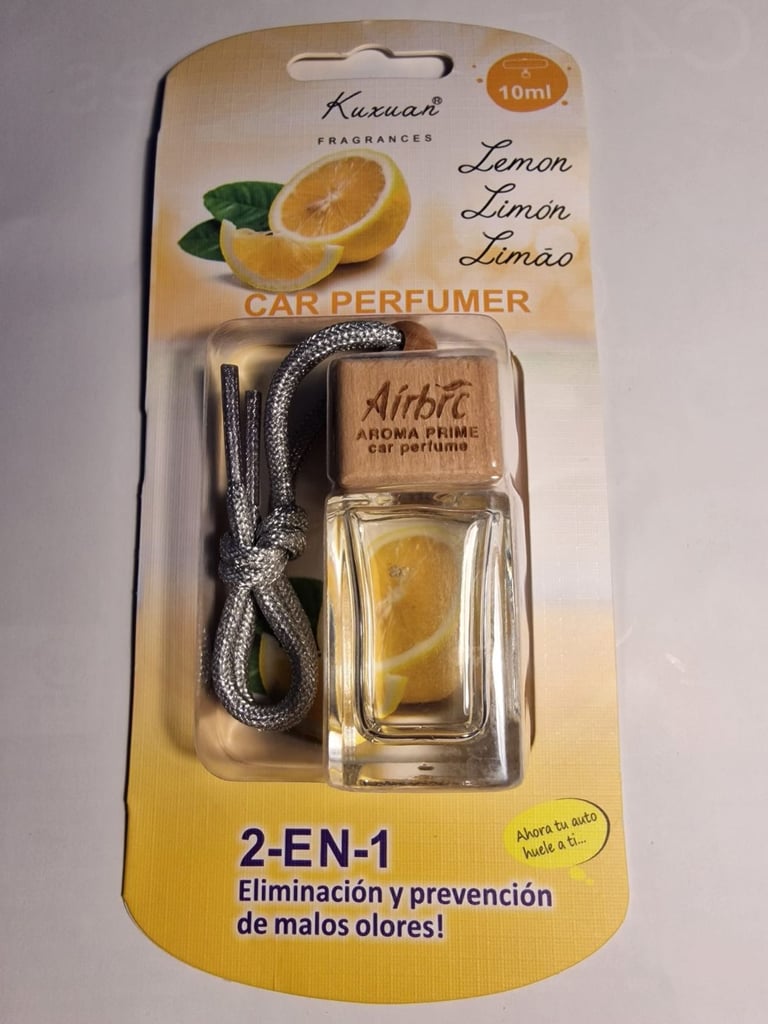 Kuxuan®
FRAGRANCES
10ml
Lemon
Limón
Limão
CAR PERFUMER
Airbrc
AROMA PRIME
car perfume
2-EN-1
Eliminación y prevención
de malos olores!
Ahora tu auto
huele a ti...